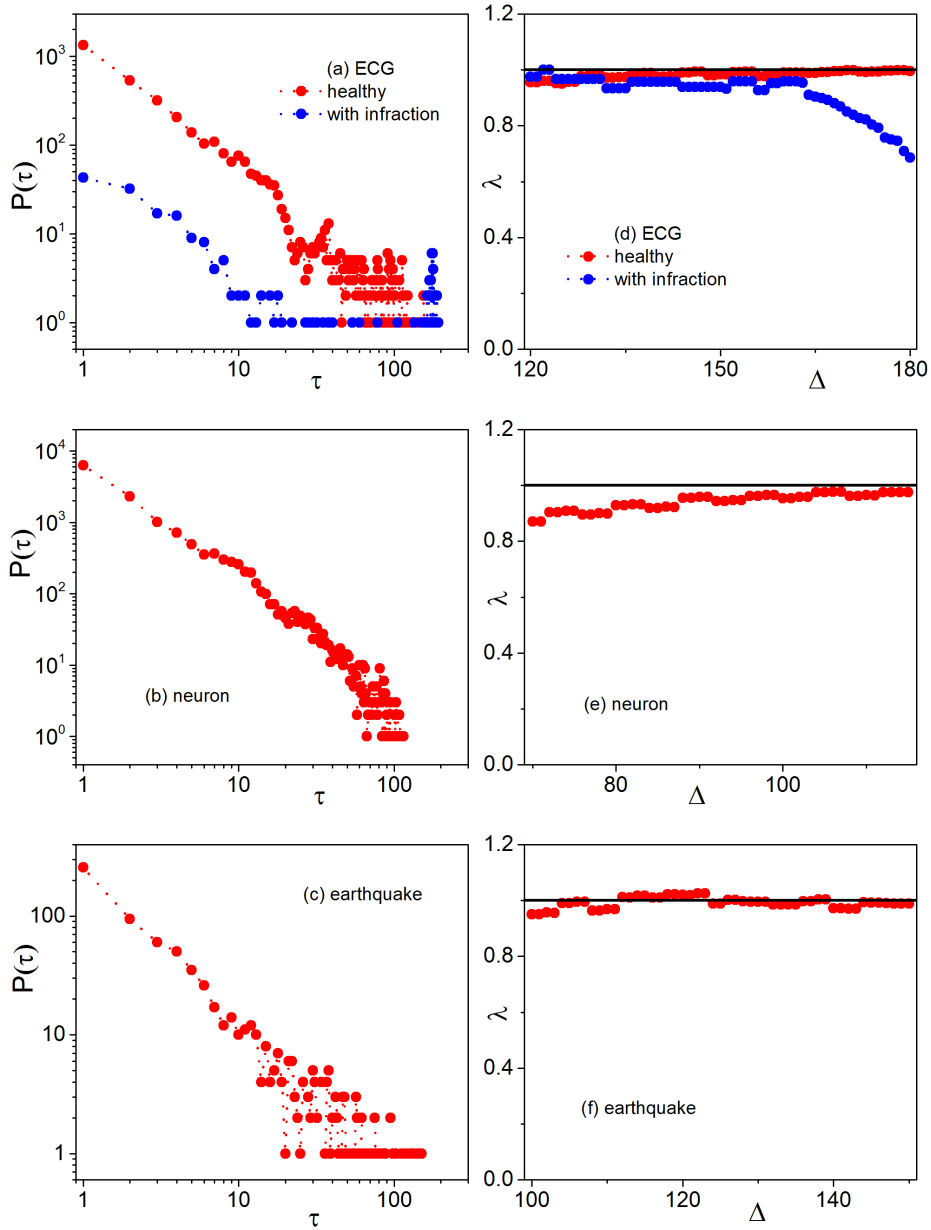 (a) ECG
healthy
with infraction
P(τ)
10³
10²
10¹
10⁰
1 10 100
τ
(d) ECG
healthy
with infraction
λ
1.2
0.8
0.4
0.0
120 150 180
Δ
(b) neuron
P(τ)
10⁴
10³
10²
10¹
10⁰
1 10 100
τ
(e) neuron
λ
1.2
0.8
0.4
0.0
80 100
Δ
(c) earthquake
P(τ)
100
10
1
1 10 100
τ
(f) earthquake
λ
1.2
0.8
0.4
0.0
100 120 140
Δ